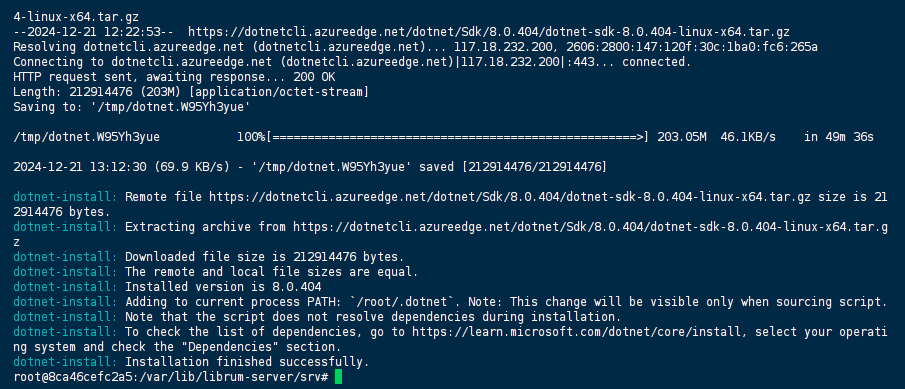 4-linux-x64.tar.gz
--2024-12-21 12:22:53--  https://dotnetcli.azureedge.net/dotnet/Sdk/8.0.404/dotnet-sdk-8.0.404-linux-x64.tar.gz
Resolving dotnetcli.azureedge.net (dotnetcli.azureedge.net)... 117.18.232.200, 2606:2800:147:120f:30c:1ba0:fc6:265a
Connecting to dotnetcli.azureedge.net (dotnetcli.azureedge.net)|117.18.232.200|:443... connected.
HTTP request sent, awaiting response... 200 OK
Length: 212914476 (203M) [application/octet-stream]
Saving to: '/tmp/dotnet.W95Yh3yue'
/tmp/dotnet.W95Yh3yue           100%[====================================================>] 203.05M  46.1KB/s    in 49m 36s
2024-12-21 13:12:30 (69.9 KB/s) - '/tmp/dotnet.W95Yh3yue' saved [212914476/212914476]
dotnet-install: Remote file https://dotnetcli.azureedge.net/dotnet/Sdk/8.0.404/dotnet-sdk-8.0.404-linux-x64.tar.gz size is 21
2914476 bytes.
dotnet-install: Extracting archive from https://dotnetcli.azureedge.net/dotnet/Sdk/8.0.404/dotnet-sdk-8.0.404-linux-x64.tar.g
z
dotnet-install: Downloaded file size is 212914476 bytes.
dotnet-install: The remote and local file sizes are equal.
dotnet-install: Installed version is 8.0.404
dotnet-install: Adding to current process PATH: `/root/.dotnet`. Note: This change will be visible only when sourcing script.
dotnet-install: Note that the script does not resolve dependencies during installation.
dotnet-install: To check the list of dependencies, go to https://learn.microsoft.com/dotnet/core/install, select your operati
ng system and check the "Dependencies" section.
dotnet-install: Installation finished successfully.
root@8ca46cefc2a5:/var/lib/librum-server/srv#